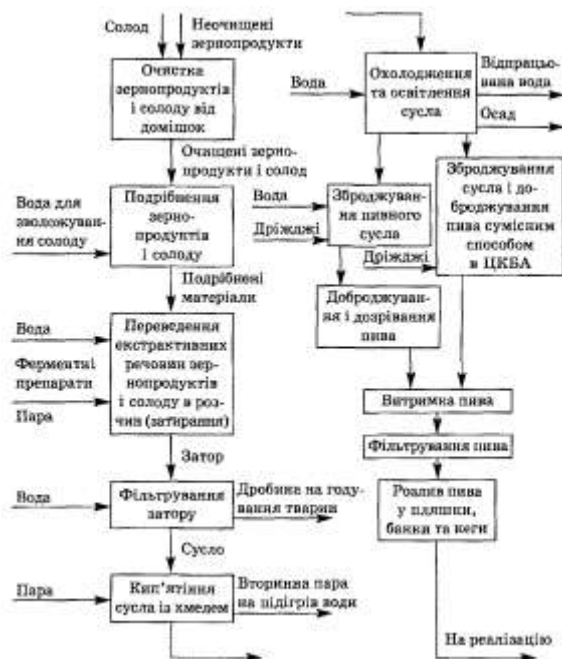 Солод
Неочищені
зернопродукти
Очистка
зернопродуктів
і солоду від
домішок
Очищені зерно-
продукти і солод
Вода для
зволожуван-
ня солоду
Подрібнення
зерно-
продуктів
і солоду
Подрібнені
матеріали
Вода
Ферментні
препарати
Пара
Переведення
екстрактивних
речовин зер-
нопродуктів
і солоду в роз-
чин (затирання)
Затор
Вода
Фільтрування
затору
Дробина на году-
вання тварин
Сусло
Пара
Кип’ятіння
сусла із хмелем
Вторинна пара
на підігрів води
Вода
Охолодження
та освітлення
сусла
Відпрацьо-
вана вода
Осад
Вода
Дріжджі
Зброджуван-
ня пивного
сусла
Зброджування
сусла і до-
броджування
пива сумісним
способом
в ЦКБА
Дріжджі
Доброджуван-
ня і дозрівання
пива
Витримка пива
Фільтрування пива
Розлив пива
у пляшки,
банки та кеги
На реалізацію